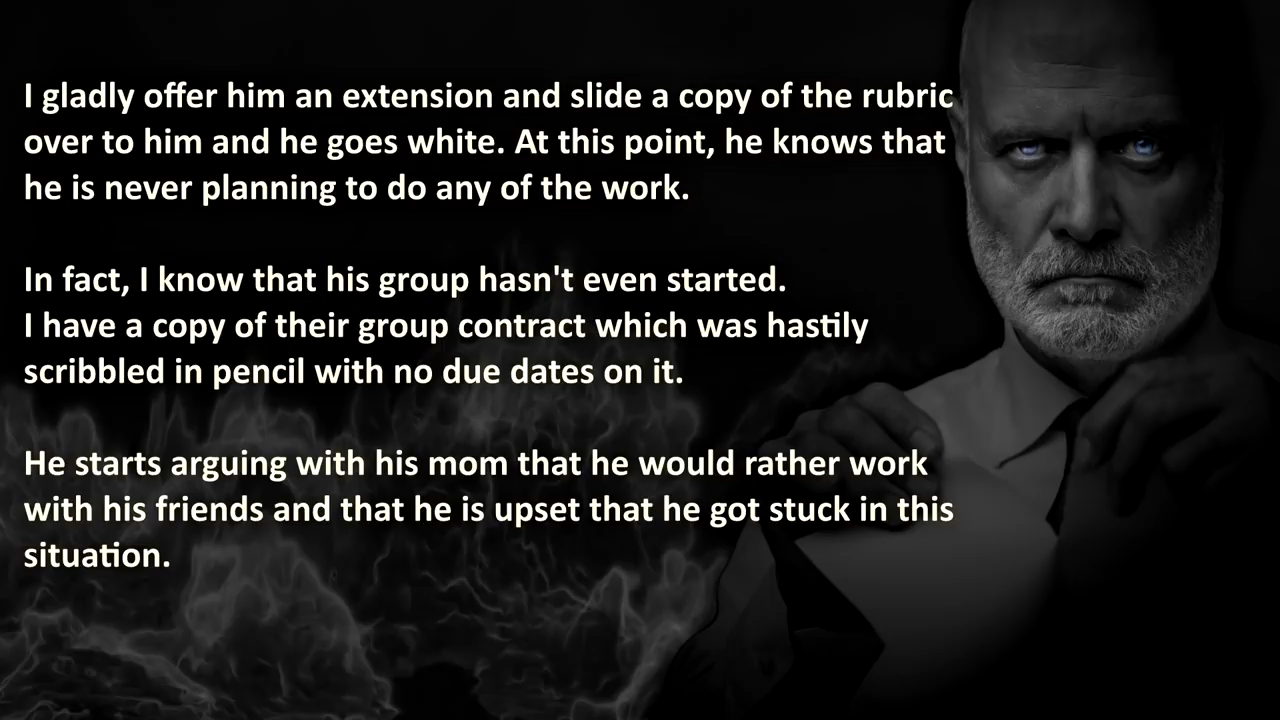 I gladly offer him an extension and slide a copy of the rubric
over to him and he goes white. At this point, he knows that
he is never planning to do any of the work.
In fact, I know that his group hasn't even started.
I have a copy of their group contract which was hastily
scribbled in pencil with no due dates on it.
He starts arguing with his mom that he would rather work
with his friends and that he is upset that he got stuck in this
situation.